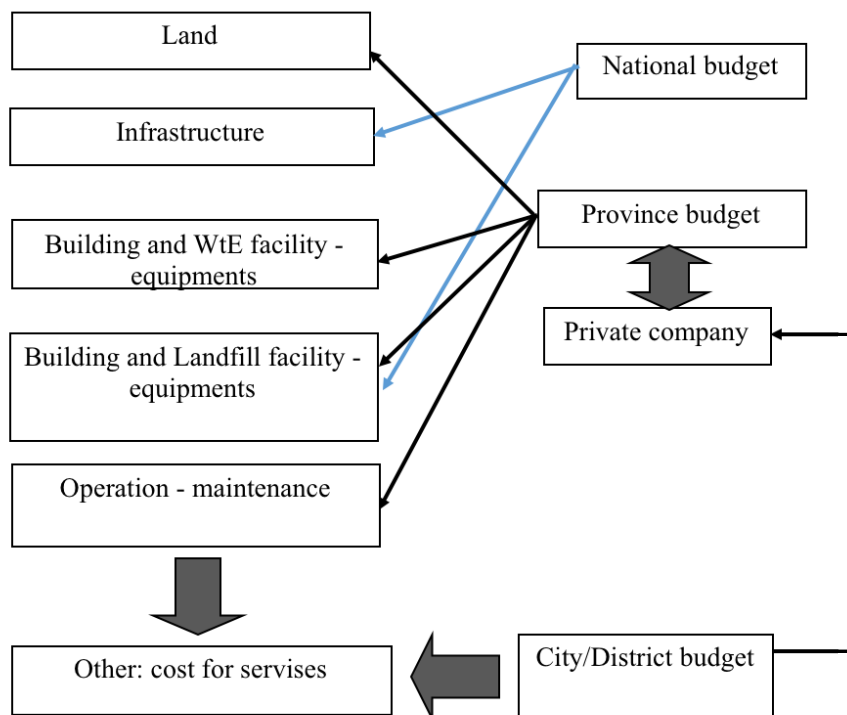 Land
National budget
Infrastructure
Province budget
Building and WtE facility -
equipments
Private company
Building and Landfill facility -
equipments
Operation - maintenance
Other: cost for servises
City/District budget